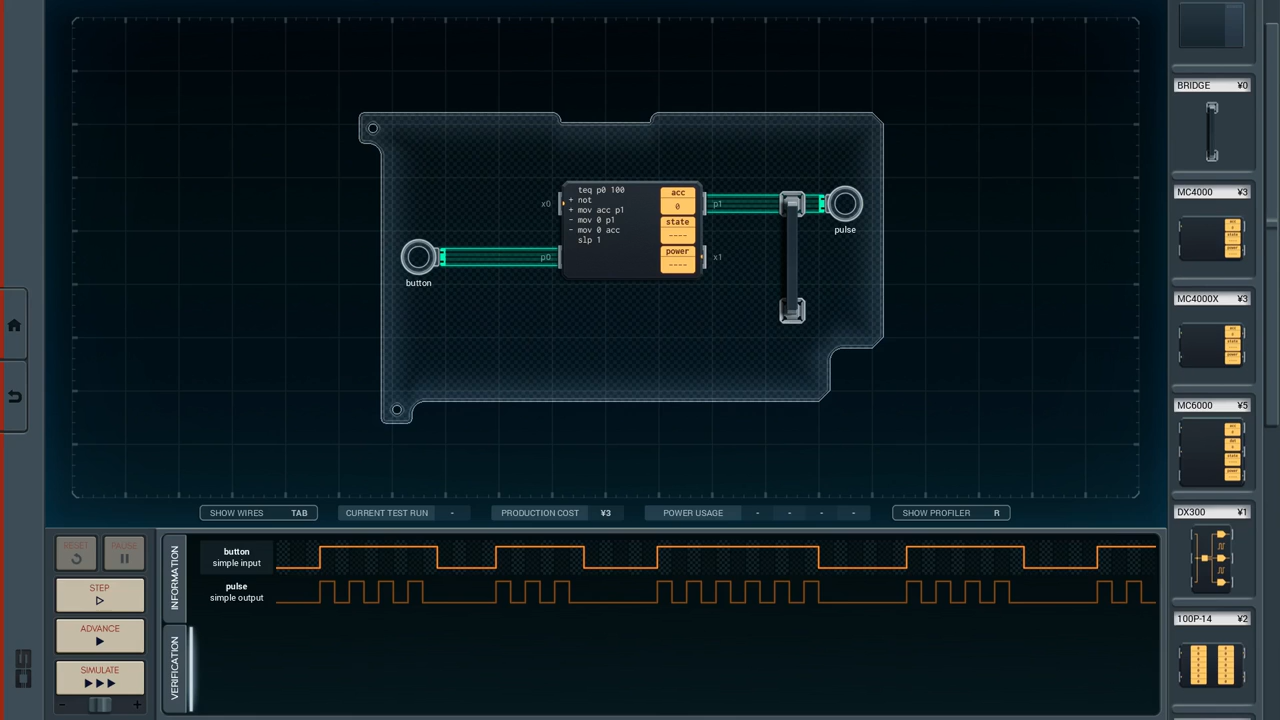 BRIDGE ¥0
MC4000 ¥3
MC4000X ¥3
MC6000 ¥5
DX300 ¥1
100P-14 ¥2
teq p0 100
+ not
+ mov acc p1
- mov 0 p1
- mov 0 acc
slp 1
acc
0
state
----
power
----
x0
p0
p1
x1
button
pulse
SHOW WIRES TAB
CURRENT TEST RUN -
PRODUCTION COST ¥3
POWER USAGE - - - -
SHOW PROFILER R
RESET
PAUSE
STEP
ADVANCE
SIMULATE
- +
INFORMATION
VERIFICATION
button
simple input
pulse
simple output